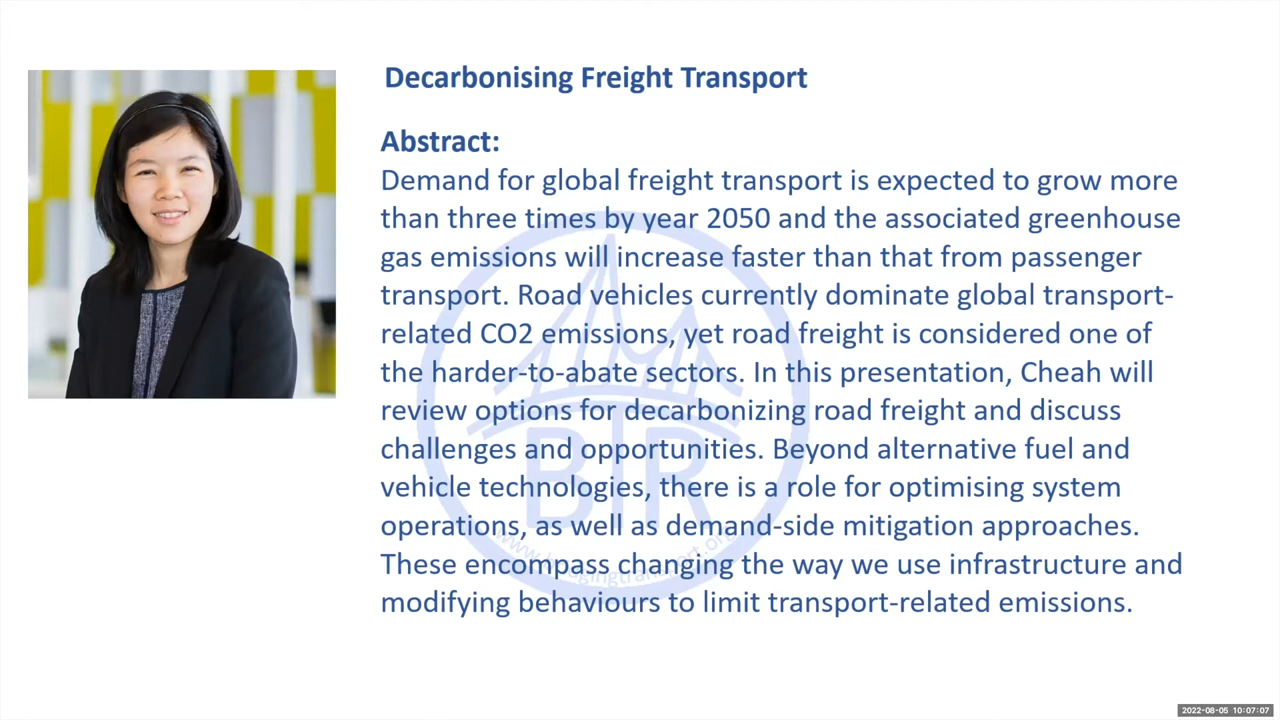 Decarbonising Freight Transport
Abstract:
Demand for global freight transport is expected to grow more
than three times by year 2050 and the associated greenhouse
gas emissions will increase faster than that from passenger
transport. Road vehicles currently dominate global transport-
related CO2 emissions, yet road freight is considered one of
the harder-to-abate sectors. In this presentation, Cheah will
review options for decarbonizing road freight and discuss
challenges and opportunities. Beyond alternative fuel and
vehicle technologies, there is a role for optimising system
operations, as well as demand-side mitigation approaches.
These encompass changing the way we use infrastructure and
modifying behaviours to limit transport-related emissions.
BTR
2022-08-05 10:07:07